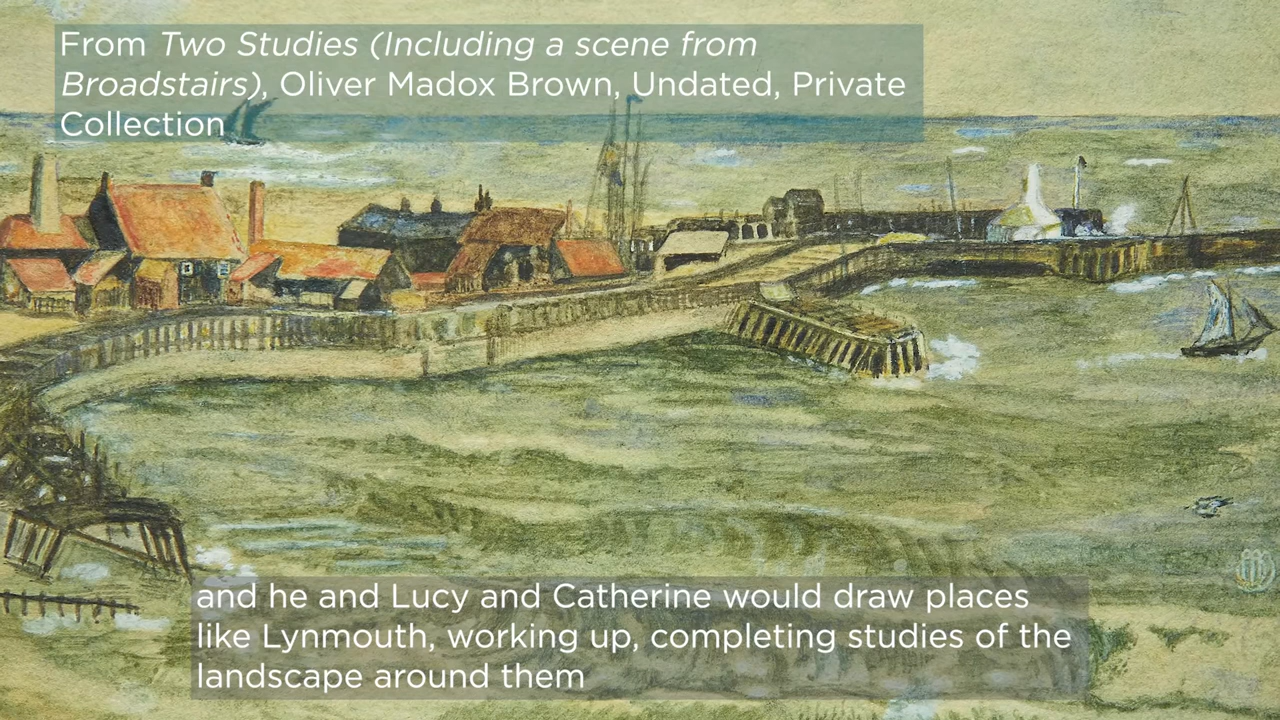 From Two Studies (Including a scene from
Broadstairs), Oliver Madox Brown, Undated, Private
Collection
and he and Lucy and Catherine would draw places
like Lynmouth, working up, completing studies of the
landscape around them